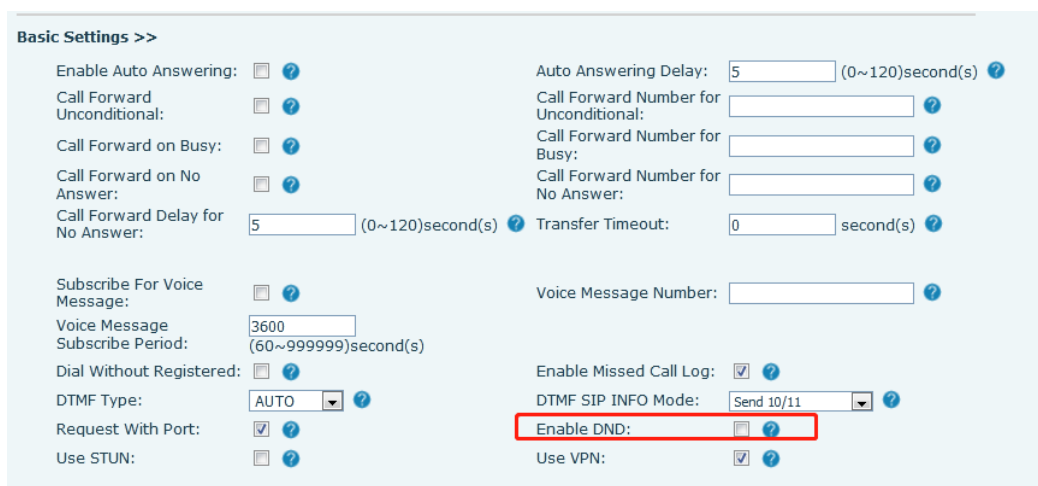 Basic Settings >>
Enable Auto Answering: ?
Auto Answering Delay: 5 (0~120)second(s) ?
Call Forward
Unconditional: ?
Call Forward Number for
Unconditional: ?
Call Forward on Busy: ?
Call Forward Number for
Busy: ?
Call Forward on No
Answer: ?
Call Forward Number for
No Answer: ?
Call Forward Delay for
No Answer: 5 (0~120)second(s) ?
Transfer Timeout: 0 second(s) ?
Subscribe For Voice
Message: ?
Voice Message Number: ?
Voice Message
Subscribe Period: 3600
(60~999999)second(s)
Dial Without Registered: ?
Enable Missed Call Log: ?
DTMF Type: AUTO ?
DTMF SIP INFO Mode: Send 10/11 ?
Request With Port: ?
Enable DND: ?
Use STUN: ?
Use VPN: ?